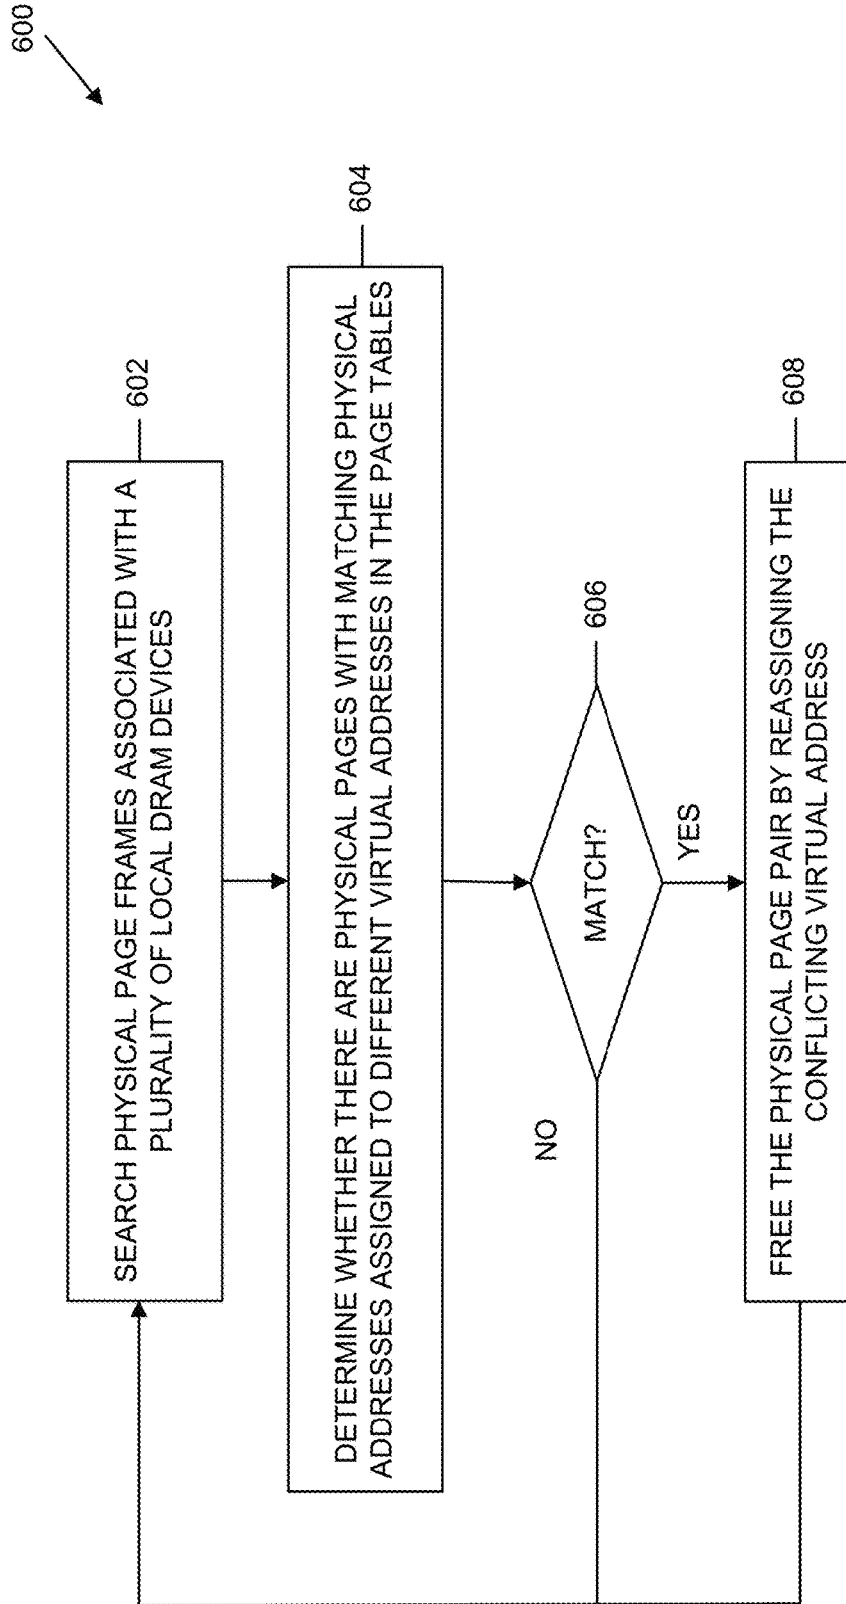 600
SEARCH PHYSICAL PAGE FRAMES ASSOCIATED WITH A
PLURALITY OF LOCAL DRAM DEVICES
602
DETERMINE WHETHER THERE ARE PHYSICAL PAGES WITH MATCHING PHYSICAL
ADDRESSES ASSIGNED TO DIFFERENT VIRTUAL ADDRESSES IN THE PAGE TABLES
604
MATCH?
606
NO
YES
FREE THE PHYSICAL PAGE PAIR BY REASSIGNING THE
CONFLICTING VIRTUAL ADDRESS
608